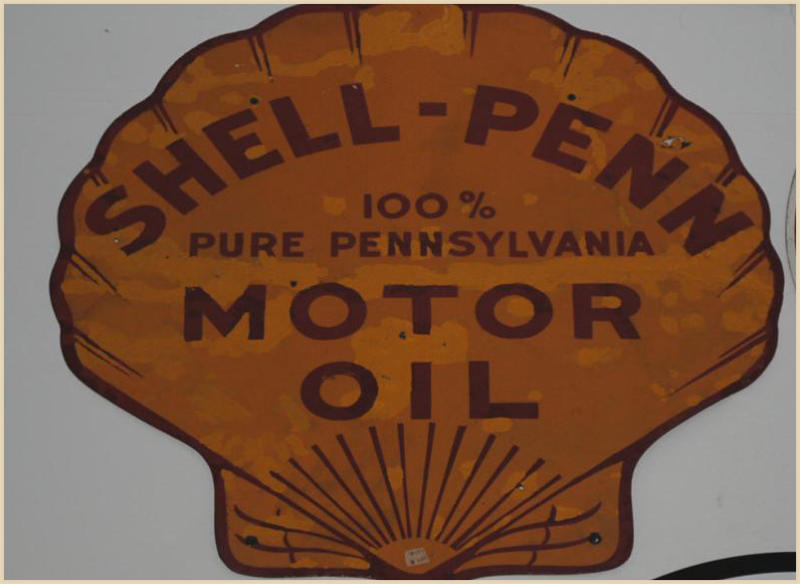 SHELL-PENN
100%
PURE PENNSYLVANIA
MOTOR
OIL